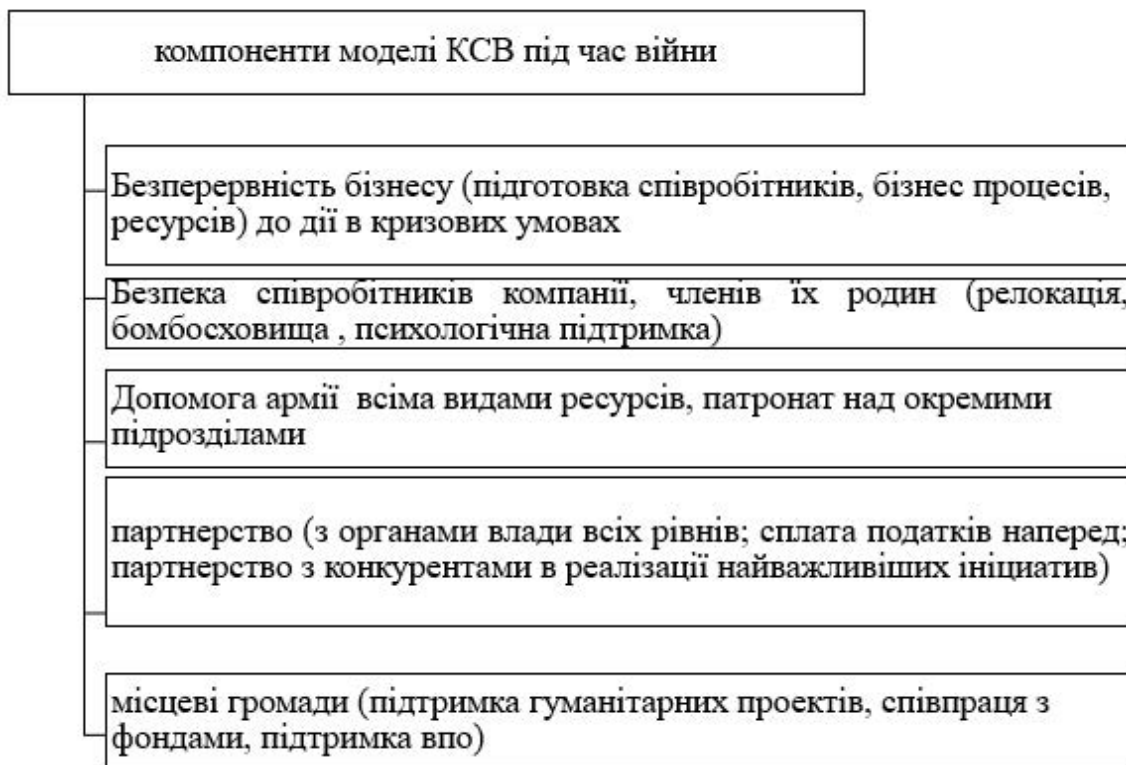 компоненти моделі КСВ під час війни
Безперервність бізнесу (підготовка співробітників, бізнес процесів,
ресурсів) до дії в кризових умовах
Безпека співробітників компанії, членів їх родин (релокація,
бомбосховища , психологічна підтримка)
Допомога армії всіма видами ресурсів, патронат над окремими
підрозділами
партнерство (з органами влади всіх рівнів; сплата податків наперед;
партнерство з конкурентами в реалізації найважливіших ініціатив)
місцеві громади (підтримка гуманітарних проектів, співпраця з
фондами, підтримка впо)